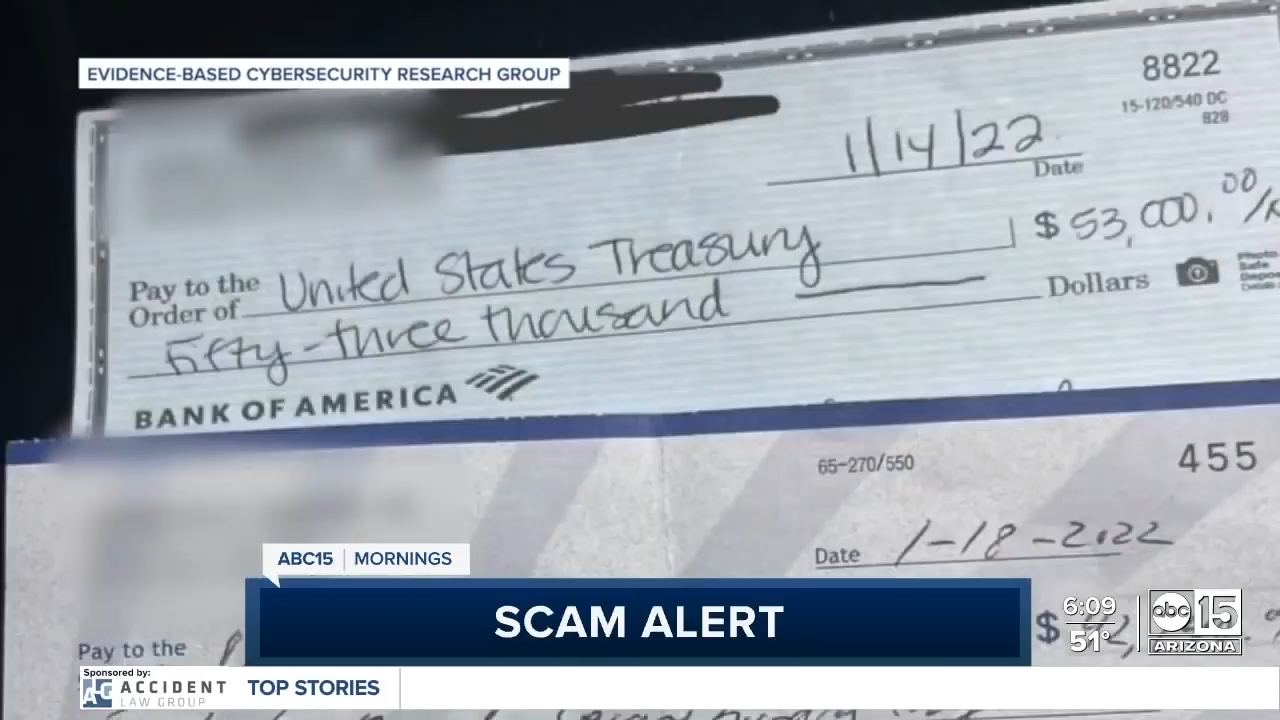 EVIDENCE-BASED CYBERSECURITY RESEARCH GROUP
8822
15-120/540 DC
828
1/14/22
Date
Pay to the
Order of United States Treasury $ 53,000.00/
Fifty-three thousand Dollars
BANK OF AMERICA
65-270/550
455
Date 1-18-2022
Pay to the
$
ABC15 MORNINGS
SCAM ALERT
6:09
51°
abc 15
ARIZONA
Sponsored by:
ACCIDENT
LAW GROUP
TOP STORIES